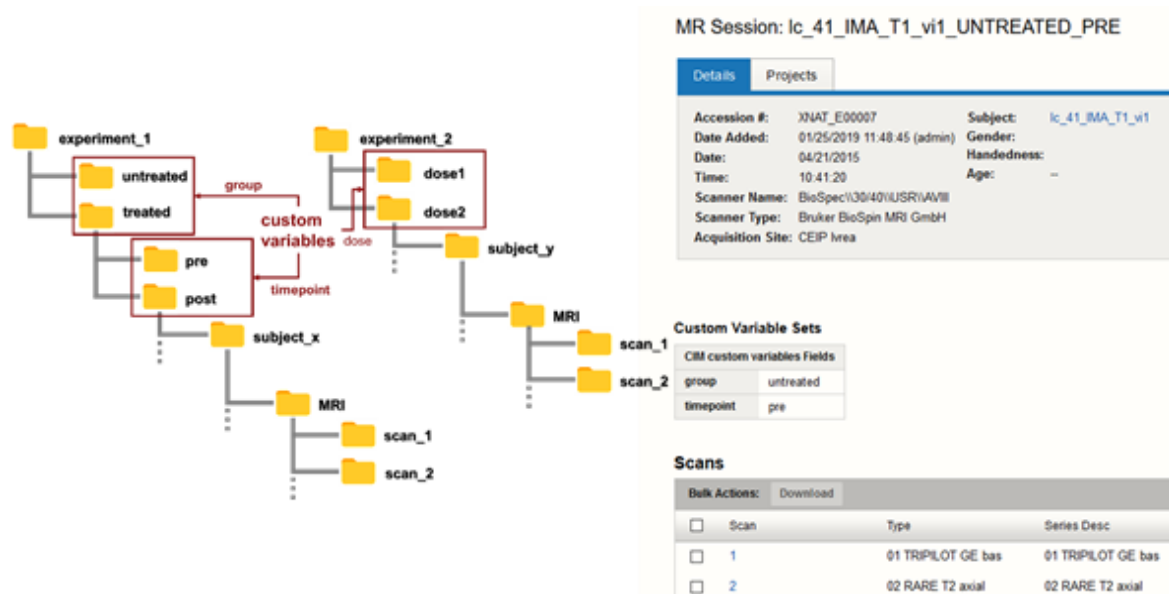 experiment_1
untreated
treated
group
custom
variables
dose
timepoint
pre
post
subject_x
MRI
scan_1
scan_2
experiment_2
dose1
dose2
subject_y
MRI
scan_1
scan_2
MR Session: lc_41_IMA_T1_vi1_UNTREATED_PRE
Details Projects
Accession #: XNAT_E00007 Subject: lc_41_IMA_T1_vi1
Date Added: 01/25/2019 11:48:45 (admin) Gender:
Date: 04/21/2015 Handedness:
Time: 10:41:20 Age: --
Scanner Name: BioSpec\\30/40\\USR\\AVIII
Scanner Type: Bruker BioSpin MRI GmbH
Acquisition Site: CEIP Ivrea
Custom Variable Sets
CIM custom variables Fields
group untreated
timepoint pre
Scans
Bulk Actions: Download
Scan Type Series Desc
1 01 TRIPILOT GE bas 01 TRIPILOT GE bas
2 02 RARE T2 axial 02 RARE T2 axial